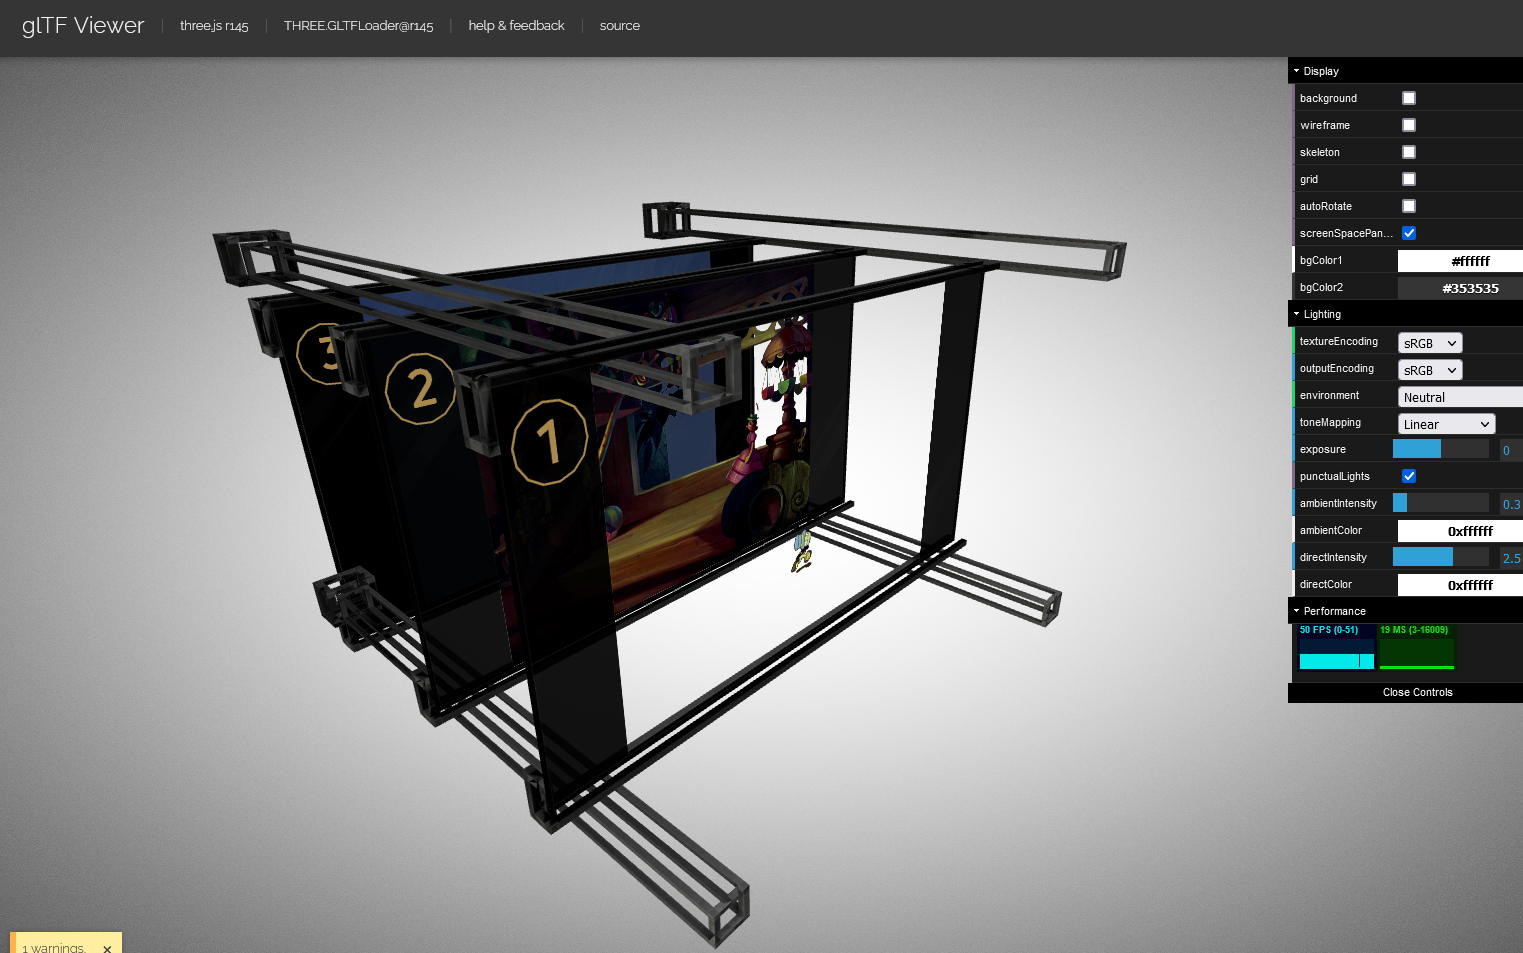 glTF Viewer
three.js r145
THREE.GLTFLoader@r145
help & feedback
source
Display
background
wireframe
skeleton
grid
autoRotate
screenSpacePan...
bgColor1 #ffffff
bgColor2 #353535
Lighting
textureEncoding sRGB
outputEncoding sRGB
environment Neutral
toneMapping Linear
exposure 0
punctualLights
ambientIntensity 0.3
ambientColor 0xffffff
directIntensity 2.5
directColor 0xffffff
Performance
50 FPS (0-51) 19 MS (3-16009)
Close Controls
3
2
1
1 warnings. ×